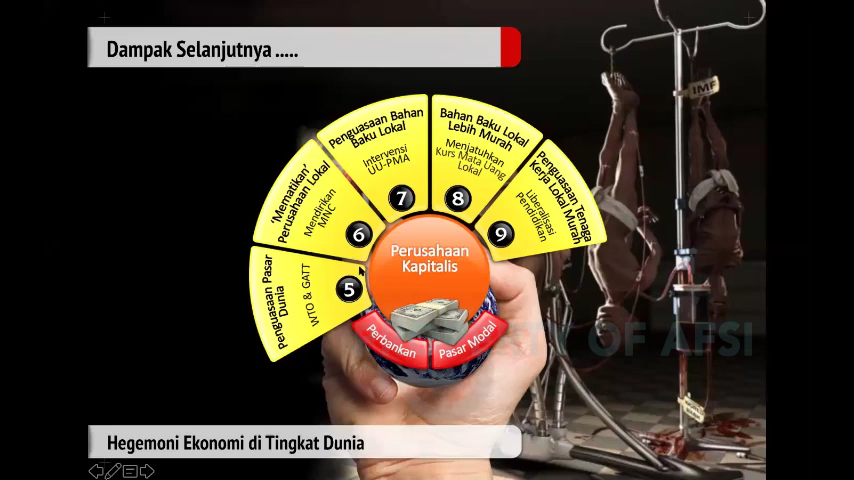 Dampak Selanjutnya .....
Penguasaan Pasar
Dunia
WTO & GATT
5
'Mematikan'
Perusahaan Lokal
Mendirikan
MNC
6
Penguasaan Bahan
Baku Lokal
Intervensi
UU-PMA
7
Bahan Baku Lokal
Lebih Murah
Menjatuhkan
Kurs Mata Uang
Lokal
8
Penguasaan Tenaga
Kerja Lokal Murah
Liberalisasi
Pendidikan
9
Perusahaan
Kapitalis
Perbankan
Pasar Modal
IMF
OF AFSI
Hegemoni Ekonomi di Tingkat Dunia